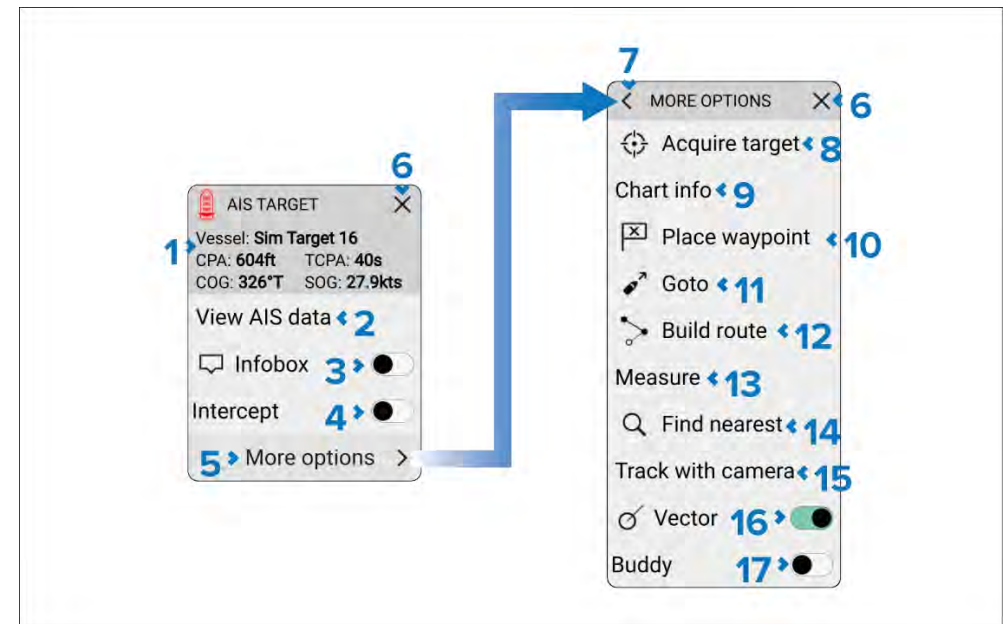 6
AIS TARGET
1
Vessel: Sim Target 16
CPA: 604ft TCPA: 40s
COG: 326°T SOG: 27.9kts
View AIS data 2
Infobox 3
Intercept 4
5 More options
7
MORE OPTIONS 6
Acquire target 8
Chart info 9
Place waypoint 10
Goto 11
Build route 12
Measure 13
Find nearest 14
Track with camera 15
Vector 16
Buddy 17